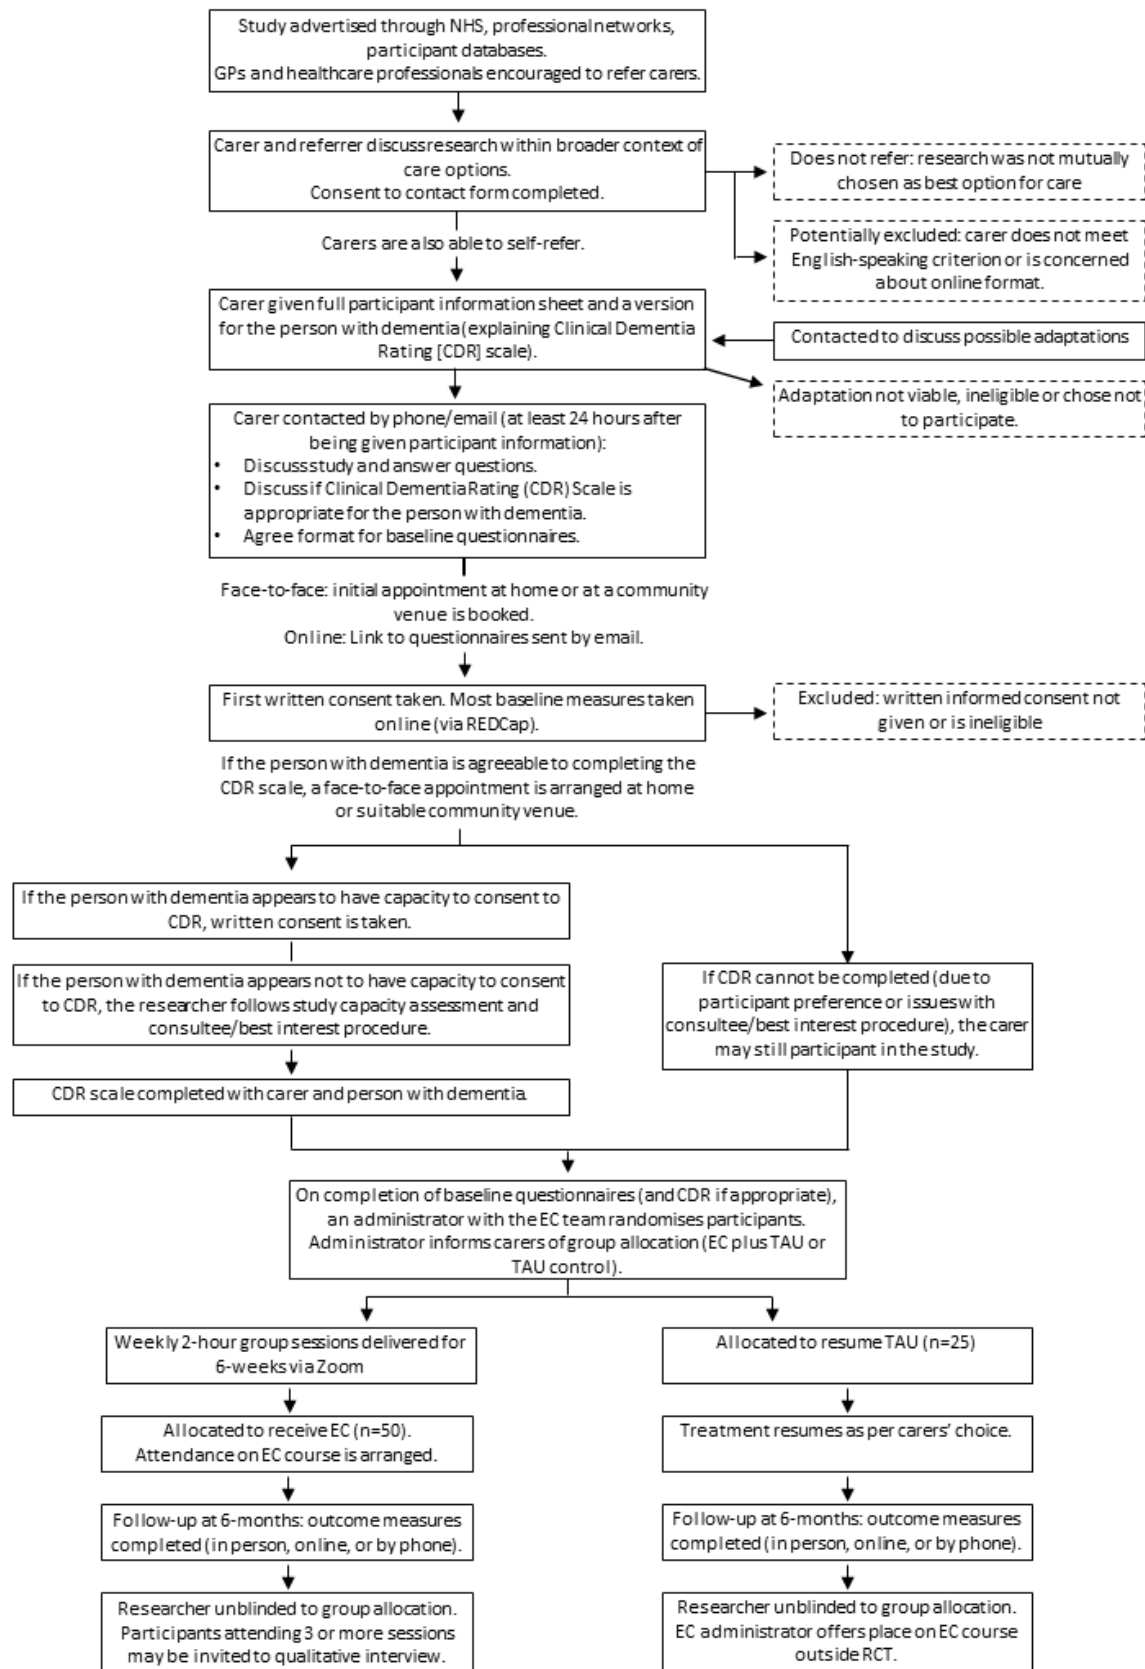 Study advertised through NHS, professional networks,
participant databases.
GPs and healthcare professionals encouraged to refer carers.
Carer and referrer discuss research within broader context of
care options.
Consent to contact form completed.
Does not refer: research was not mutually
chosen as best option for care
Potentially excluded: carer does not meet
English-speaking criterion or is concerned
about online format.
Carers are also able to self-refer.
Carer given full participant information sheet and a version
for the person with dementia (explaining Clinical Dementia
Rating [CDR] scale).
Contacted to discuss possible adaptations
Adaptation not viable, ineligible or chose not
to participate.
Carer contacted by phone/email (at least 24 hours after
being given participant information):
• Discuss study and answer questions.
• Discuss if Clinical Dementia Rating (CDR) Scale is
appropriate for the person with dementia.
• Agree format for baseline questionnaires.
Face-to-face: initial appointment at home or at a community
venue is booked.
Online: Link to questionnaires sent by email.
First written consent taken. Most baseline measures taken
online (via REDCap).
Excluded: written informed consent not
given or is ineligible
If the person with dementia is agreeable to completing the
CDR scale, a face-to-face appointment is arranged at home
or suitable community venue.
If the person with dementia appears to have capacity to consent to
CDR, written consent is taken.
If the person with dementia appears not to have capacity to consent
to CDR, the researcher follows study capacity assessment and
consultee/best interest procedure.
If CDR cannot be completed (due to
participant preference or issues with
consultee/best interest procedure), the carer
may still participant in the study.
CDR scale completed with carer and person with dementia.
On completion of baseline questionnaires (and CDR if appropriate),
an administrator with the EC team randomises participants.
Administrator informs carers of group allocation (EC plus TAU or
TAU control).
Weekly 2-hour group sessions delivered for
6-weeks via Zoom
Allocated to resume TAU (n=25)
Allocated to receive EC (n=50).
Attendance on EC course is arranged.
Treatment resumes as per carers' choice.
Follow-up at 6-months: outcome measures
completed (in person, online, or by phone).
Follow-up at 6-months: outcome measures
completed (in person, online, or by phone).
Researcher unblinded to group allocation.
Participants attending 3 or more sessions
may be invited to qualitative interview.
Researcher unblinded to group allocation.
EC administrator offers place on EC course
outside RCT.